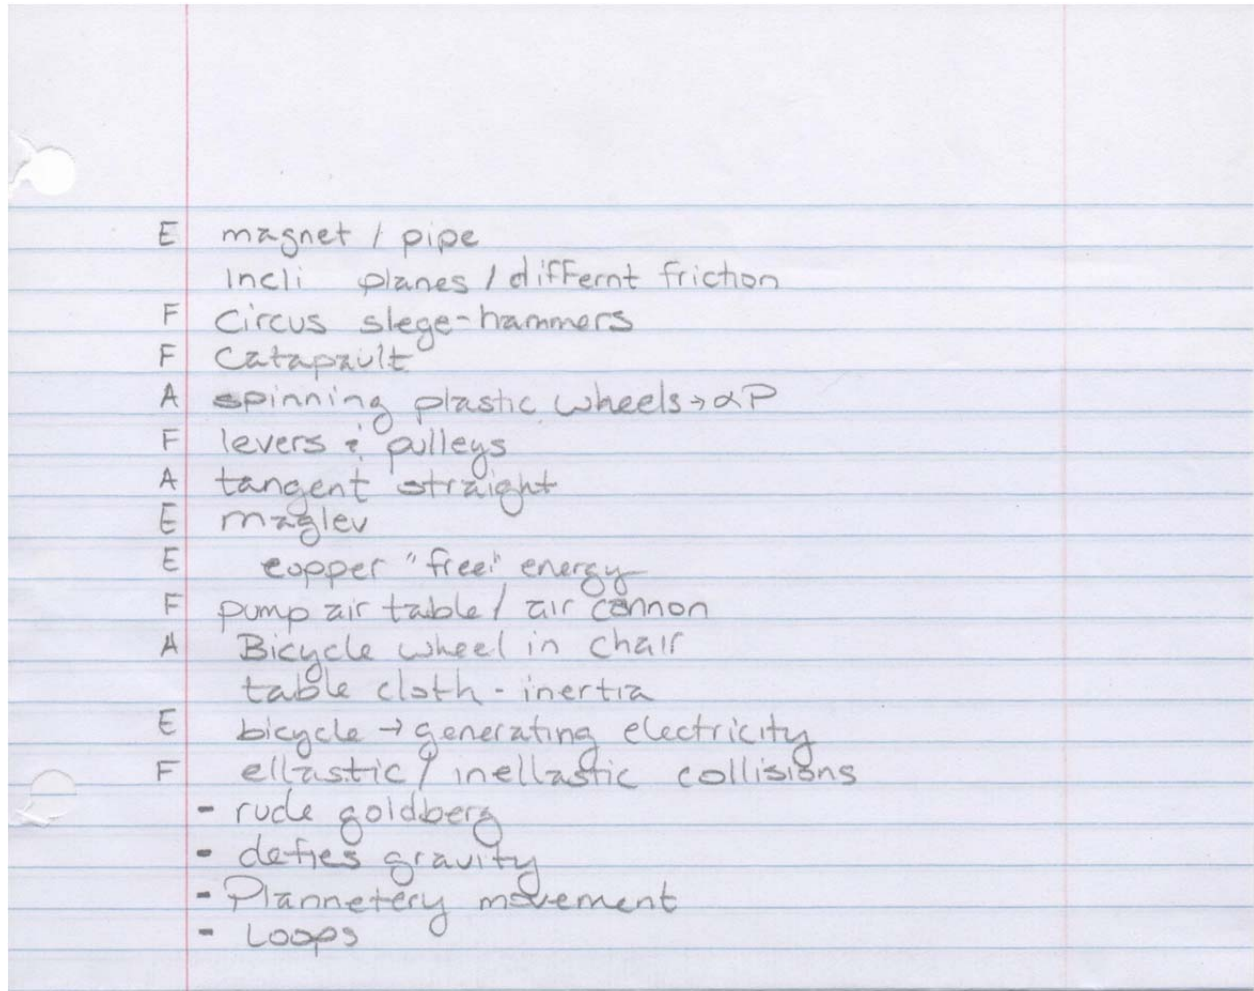 E magnet / pipe
Incli planes / differnt friction
F Circus slege-hammers
F Catapault
A spinning plastic wheels → αP
F levers & pulleys
A tangent straight
E maglev
E copper "free" energy
F pump air table / air cannon
A Bicycle wheel in chair
table cloth - inertia
E bicycle → generating electricity
F ellastic / inellastic collisions
- rude goldberg
- defies gravity
- Plannetery movement
- Loops